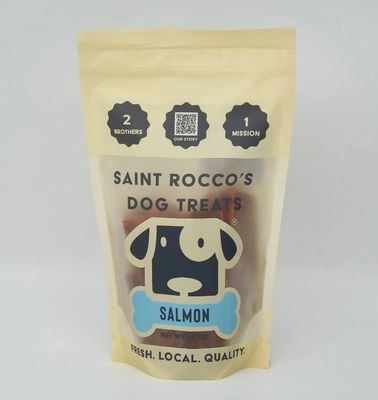 2
BROTHERS
OUR STORY
1
MISSION
SAINT ROCCO'S
DOG TREATS
®
SALMON
FRESH. LOCAL. QUALITY.